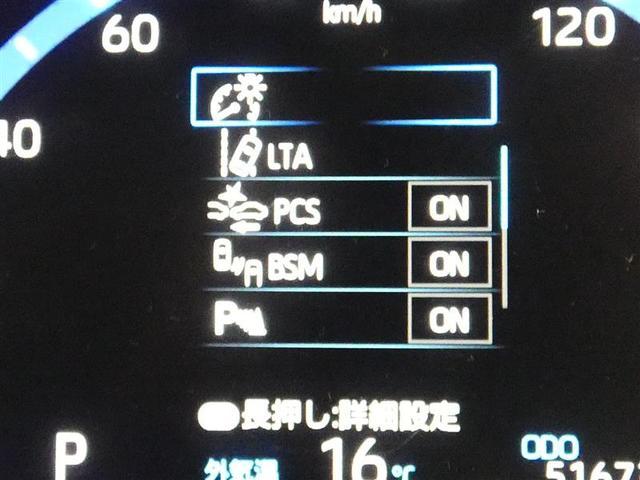 km/h
60
120
40
LTA
PCS ON
BSM ON
P ON
長押し:詳細設定
P
外気温 16℃
ODO